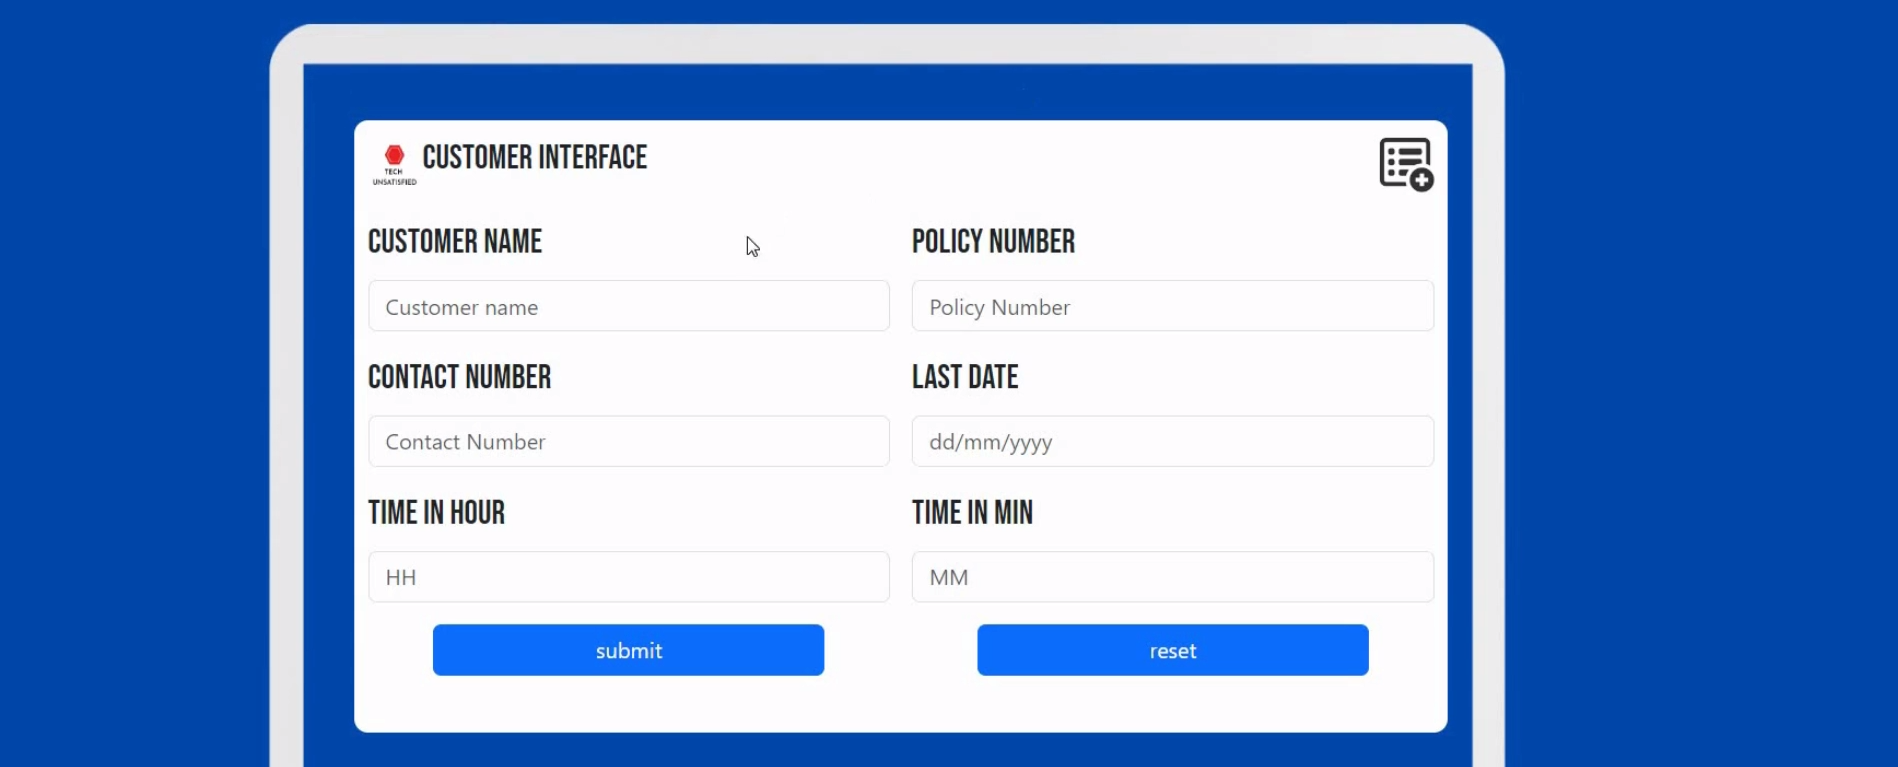 TECH
UNSATISFIED
CUSTOMER INTERFACE
CUSTOMER NAME
POLICY NUMBER
Customer name
Policy Number
CONTACT NUMBER
LAST DATE
Contact Number
dd/mm/yyyy
TIME IN HOUR
TIME IN MIN
HH
MM
submit
reset